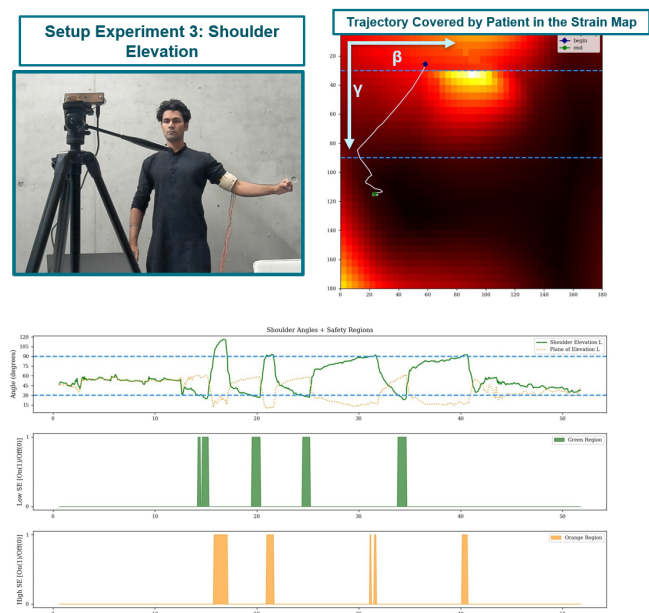 Setup Experiment 3: Shoulder
Elevation
Trajectory Covered by Patient in the Strain Map
begin
end
β
γ
20
40
60
80
100
120
140
160
180
0 20 40 60 80 100 120 140 160 180
Shoulder Angles + Safety Regions
Angle (degrees)
120
105
90
75
60
45
30
15
Shoulder Elevation L
Plane of Elevation L
0 10 20 30 40 50
Low SE [On(1)/Off(0)]
1
0
Green Region
0 10 20 30 40 50
High SE [On(1)/Off(0)]
1
0
Orange Region
0 10 20 30 40 50